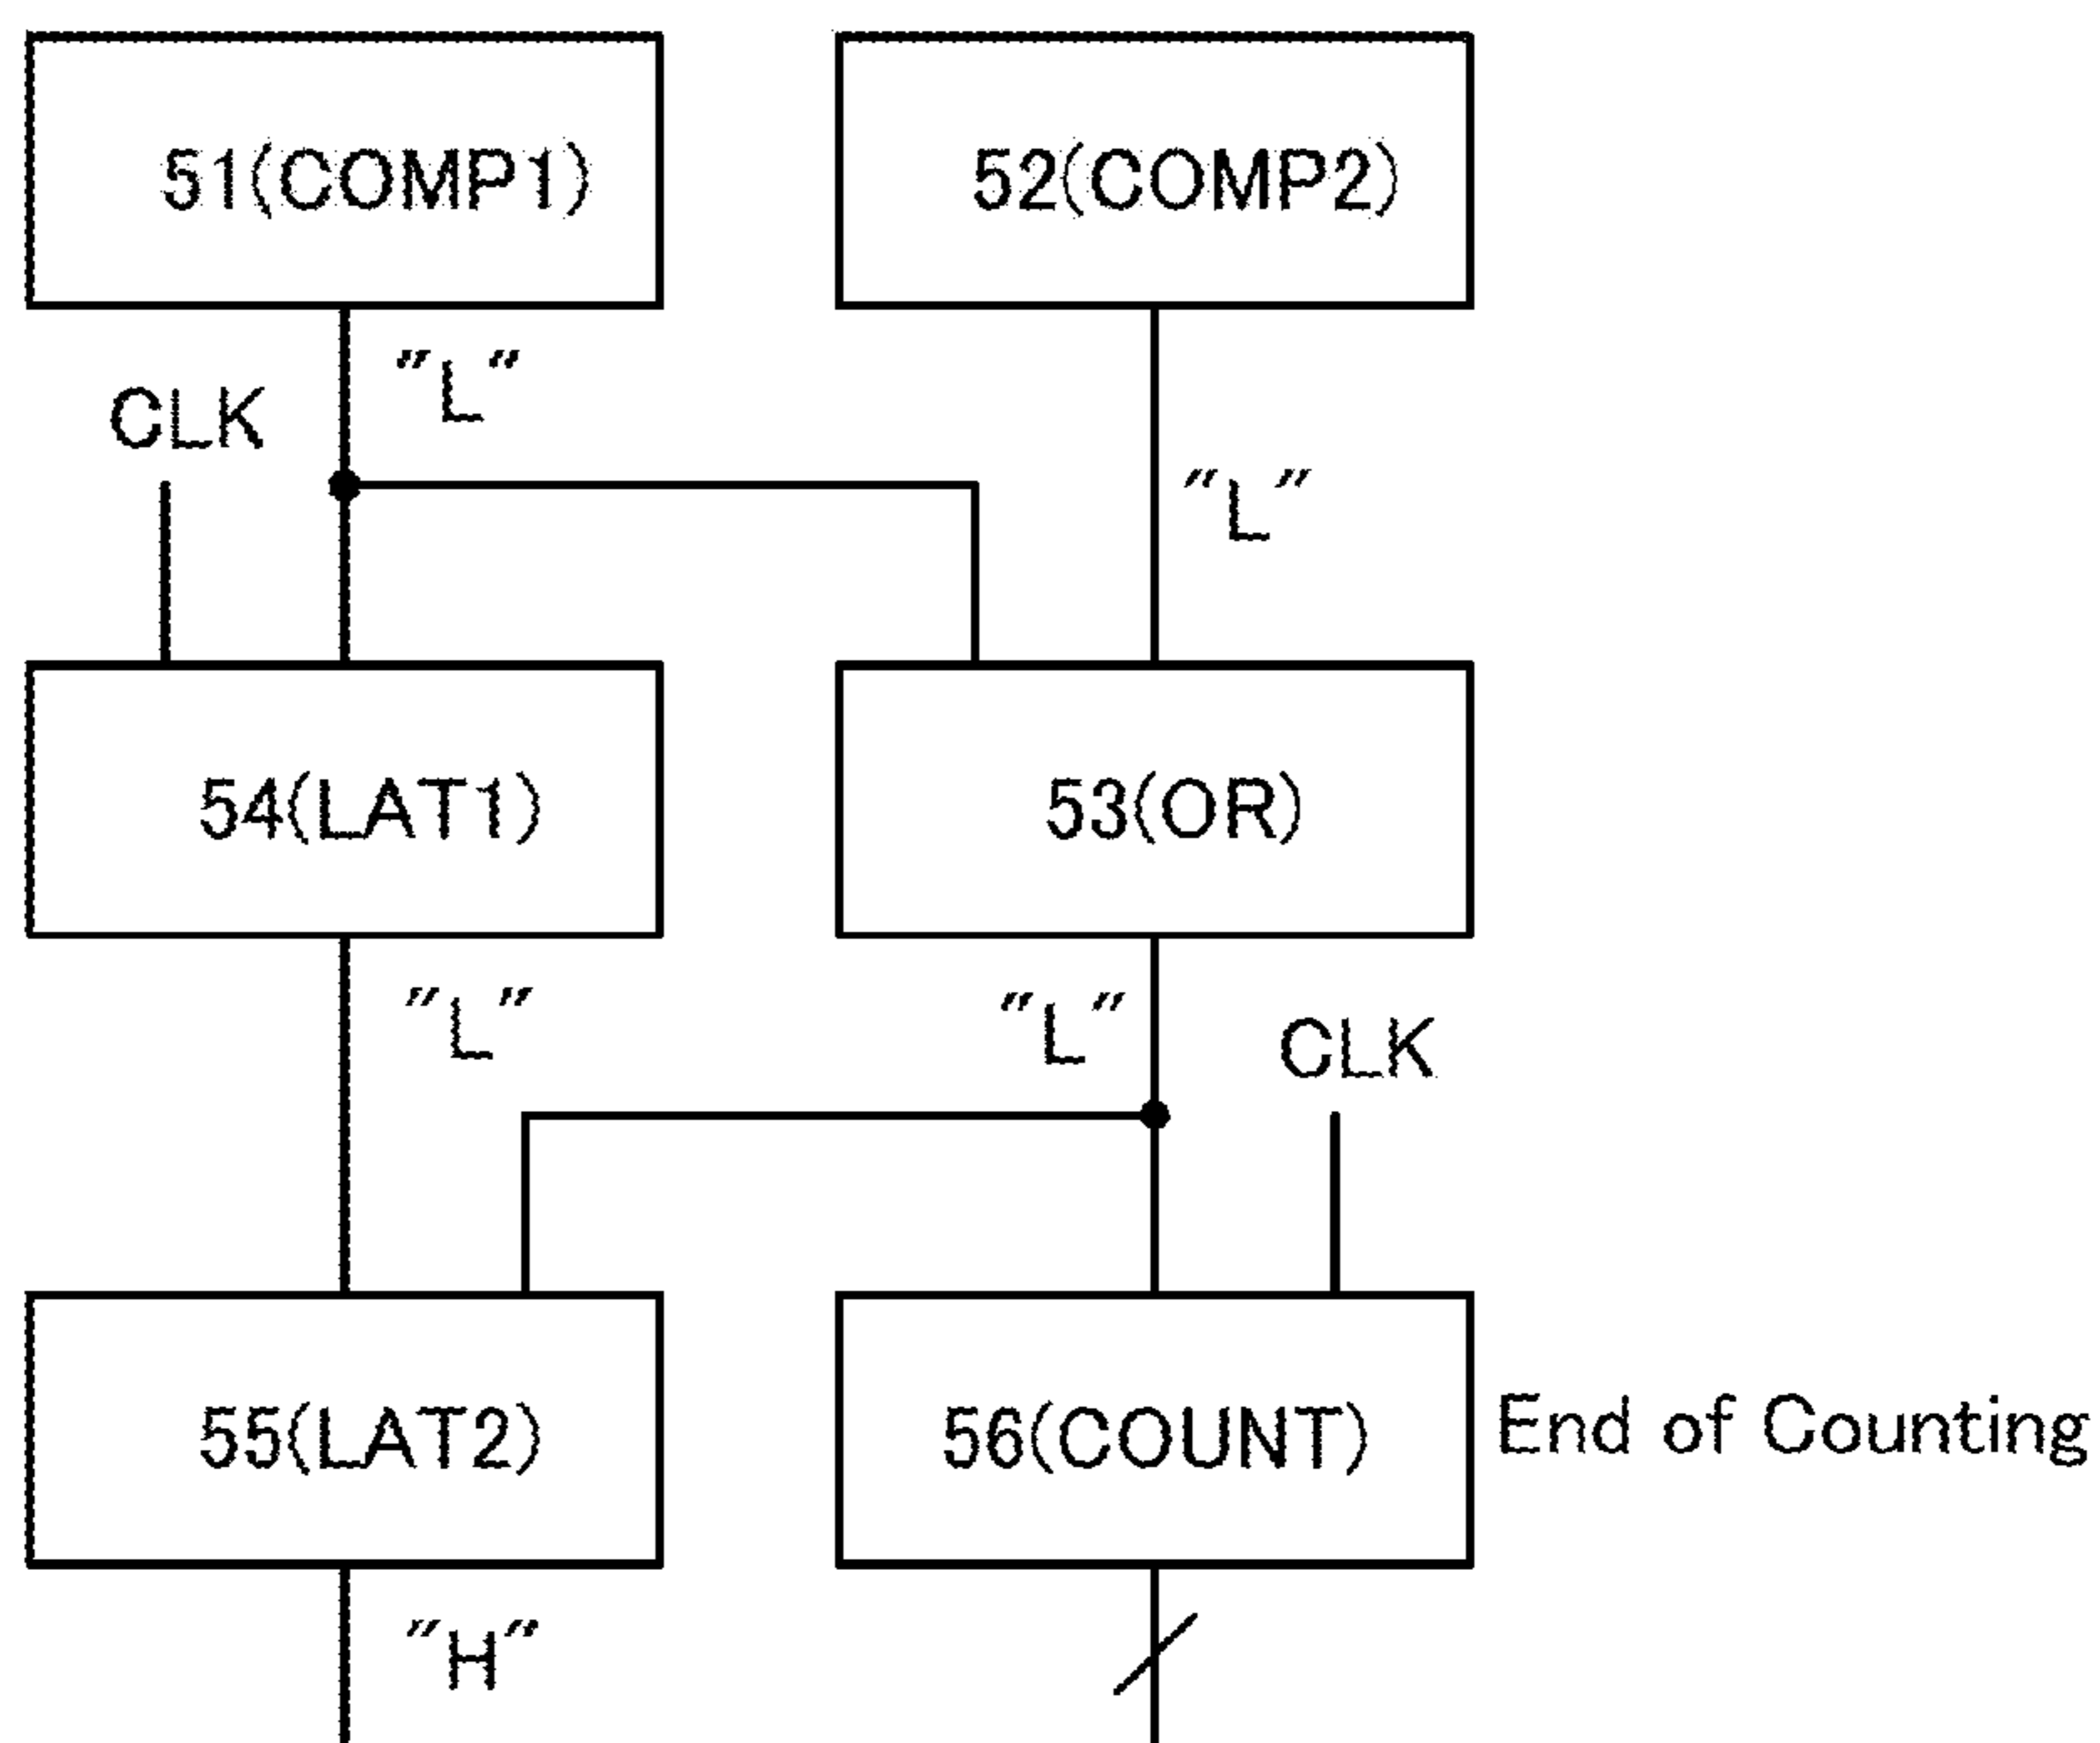 51(COMP1)
52(COMP2)
"L"
CLK
"L"
54(LAT1)
53(OR)
"L"
"L"
CLK
55(LAT2)
56(COUNT)
End of Counting
"H"